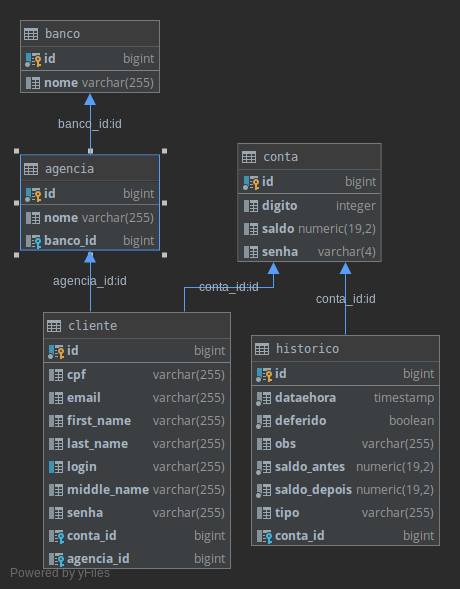 banco
id bigint
nome varchar(255)
banco_id:id
agencia
id bigint
nome varchar(255)
banco_id bigint
agencia_id:id
conta
id bigint
digito integer
saldo numeric(19,2)
senha varchar(4)
conta_id:id
conta_id:id
cliente
id bigint
cpf varchar(255)
email varchar(255)
first_name varchar(255)
last_name varchar(255)
login varchar(255)
middle_name varchar(255)
senha varchar(255)
conta_id bigint
agencia_id bigint
historico
id bigint
dataehora timestamp
deferido boolean
obs varchar(255)
saldo_antes numeric(19,2)
saldo_depois numeric(19,2)
tipo varchar(255)
conta_id bigint
Powered by yFiles